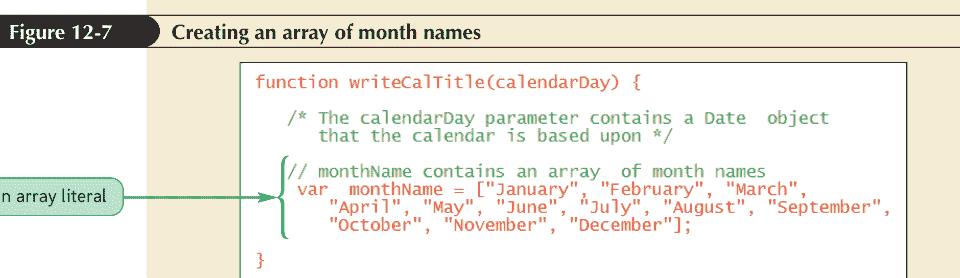 Figure 12-7 Creating an array of month names
function writeCalTitle(calendarDay) {
/* The calendarDay parameter contains a Date object
that the calendar is based upon */
// monthName contains an array of month names
n array literal
var monthName = ["January", "February", "March",
"April", "May", "June", "July", "August", "September",
"October", "November", "December"];
}